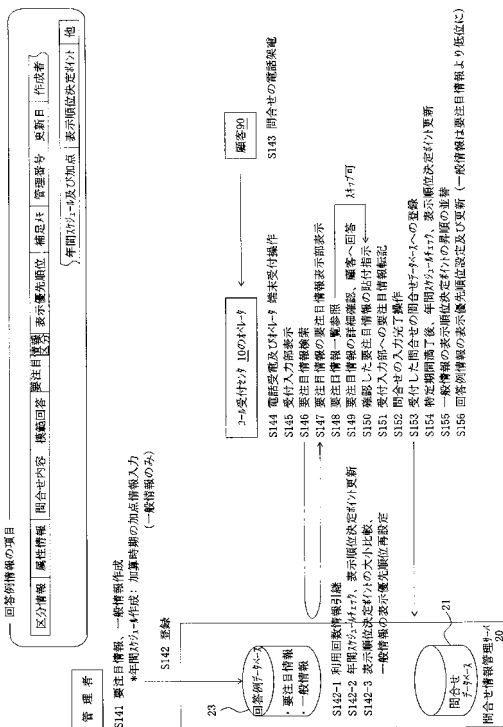 回答例情報の項目
区分情報 属性情報 問合せ内容 模範回答 要注目情報区分 表示優先順位 補足メモ 管理番号 更新日 作成者
年間スケジュール及び加点 表示順位決定ポイント 他
管理者
S141 要注目情報、一般情報作成
*年間スケジュール作成: 加算時期の加点情報入力
(一般情報のみ)
S142 登録
顧客90
S143 問合せの電話架電
コール受付センタ 10のオペレータ
S144 電話受電及びオペレータ 端末受付操作
S145 受付入力部表示
S146 要注目情報検索
S147 要注目情報の要注目情報表示部表示
S148 要注目情報一覧参照
S149 要注目情報の詳細確認、顧客へ回答
スキップ可
S150 確認した要注目情報の貼付指示
S151 受付入力部への要注目情報転記
S152 問合せの入力完了操作
S153 受付した問合せの問合せデータベースへの登録
S154 特定期間満了後、年間スケジュールチェック、表示順位決定ポイント更新
S155 一般情報の表示順位決定ポイントの昇順の並替
S156 回答例情報の表示優先順位設定及び更新 (一般情報は要注目情報より低位に)
23
回答例データベース
・要注目情報
・一般情報
S142-1 利用回数情報引継
S142-2 年間スケジュールチェック、表示順位決定ポイント更新
S142-3 表示順位決定ポイントの大小比較、
一般情報の表示優先順位再設定
21
問合せ
データベース
問合せ情報管理サーバ
20